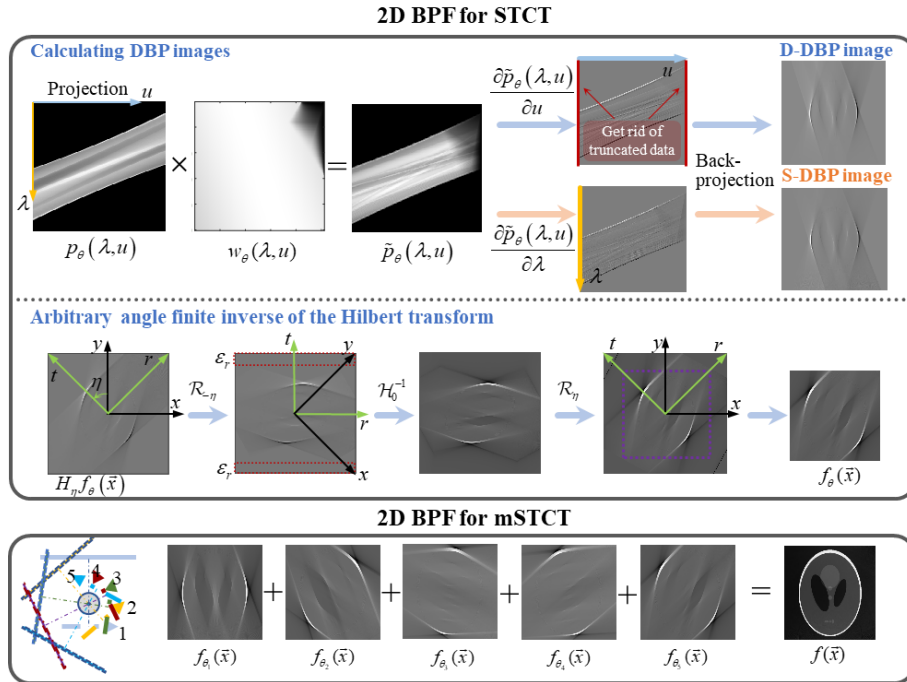 2D BPF for STCT
Calculating DBP images
Projection
u
λ
p_θ(λ,u)
×
w_θ(λ,u)
=
p̃_θ(λ,u)
∂p̃_θ(λ,u)
∂u
u
Get rid of
truncated data
D-DBP image
Back-
projection
S-DBP image
∂p̃_θ(λ,u)
∂λ
λ
Arbitrary angle finite inverse of the Hilbert transform
y
t
r
η
x
H_η f_θ(x⃗)
R_-η
ε_r
t
y
r
x
ε_r
H_0^-1
R_η
y
t
r
x
f_θ(x⃗)
2D BPF for mSTCT
5
4
3
2
1
f_θ₁(x⃗)
+
f_θ₂(x⃗)
+
f_θ₃(x⃗)
+
f_θ₄(x⃗)
+
f_θ₅(x⃗)
=
f(x⃗)